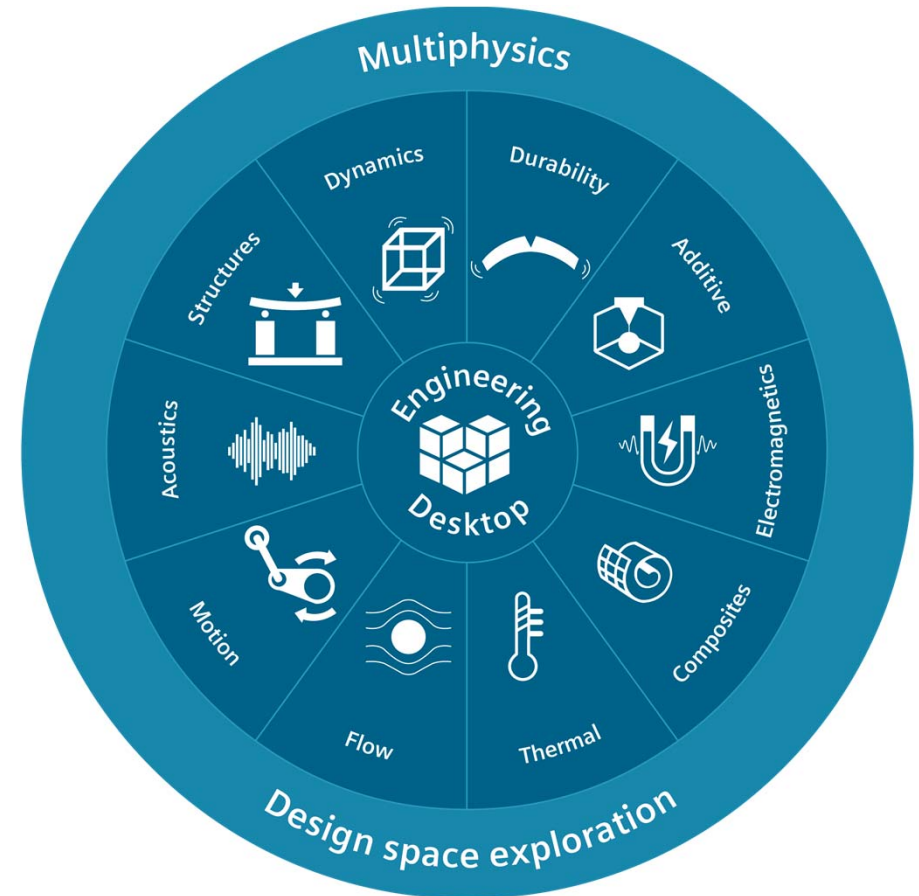 Multiphysics
Dynamics
Durability
Structures
Additive
Acoustics
Engineering
Desktop
Electromagnetics
Motion
Composites
Flow
Thermal
Design space exploration